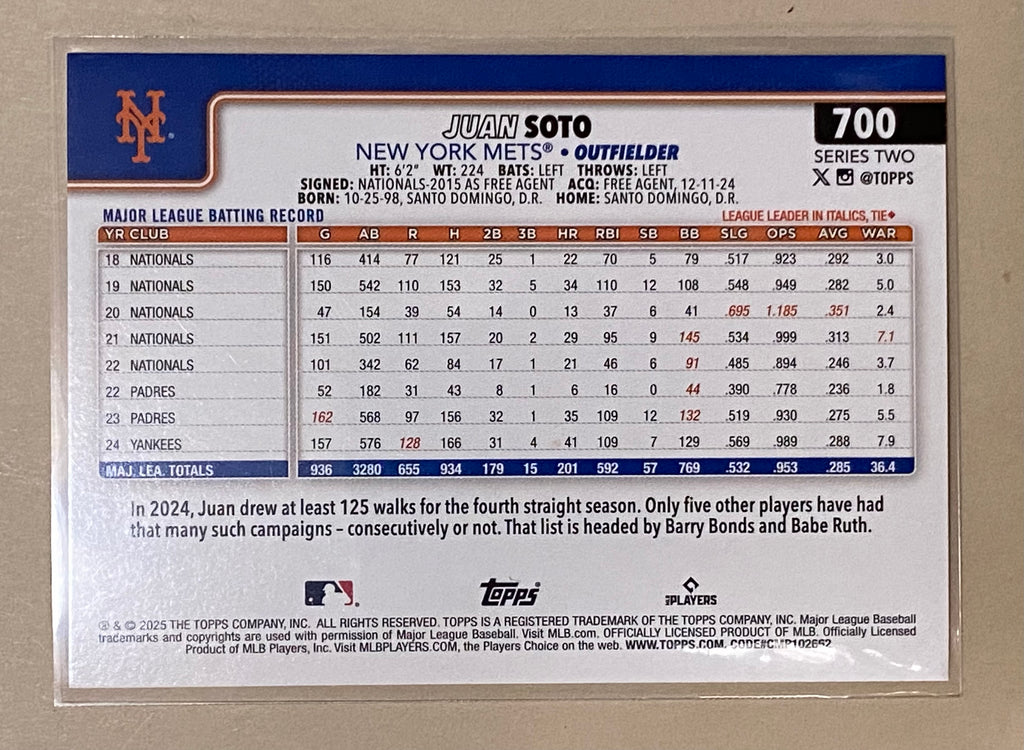 NY
JUAN SOTO
700
NEW YORK METS® • OUTFIELDER
SERIES TWO
HT: 6'2" WT: 224 BATS: LEFT THROWS: LEFT
X @TOPPS
SIGNED: NATIONALS-2015 AS FREE AGENT ACQ: FREE AGENT, 12-11-24
BORN: 10-25-98, SANTO DOMINGO, D.R. HOME: SANTO DOMINGO, D.R.
MAJOR LEAGUE BATTING RECORD LEAGUE LEADER IN ITALICS, TIE♦
YR CLUB G AB R H 2B 3B HR RBI SB BB SLG OPS AVG WAR
18 NATIONALS 116 414 77 121 25 1 22 70 5 79 .517 .923 .292 3.0
19 NATIONALS 150 542 110 153 32 5 34 110 12 108 .548 .949 .282 5.0
20 NATIONALS 47 154 39 54 14 0 13 37 6 41 .695 1.185 .351 2.4
21 NATIONALS 151 502 111 157 20 2 29 95 9 145 .534 .999 .313 7.1
22 NATIONALS 101 342 62 84 17 1 21 46 6 91 .485 .894 .246 3.7
22 PADRES 52 182 31 43 8 1 6 16 0 44 .390 .778 .236 1.8
23 PADRES 162 568 97 156 32 1 35 109 12 132 .519 .930 .275 5.5
24 YANKEES 157 576 128 166 31 4 41 109 7 129 .569 .989 .288 7.9
MAJ. LEA. TOTALS 936 3280 655 934 179 15 201 592 57 769 .532 .953 .285 36.4
In 2024, Juan drew at least 125 walks for the fourth straight season. Only five other players have had
that many such campaigns – consecutively or not. That list is headed by Barry Bonds and Babe Ruth.
Topps
MLB PLAYERS
® & © 2025 THE TOPPS COMPANY, INC. ALL RIGHTS RESERVED. TOPPS IS A REGISTERED TRADEMARK OF THE TOPPS COMPANY, INC. Major League Baseball
trademarks and copyrights are used with permission of Major League Baseball. Visit MLB.com. OFFICIALLY LICENSED PRODUCT OF MLB. Officially Licensed
Product of MLB Players, Inc. Visit MLBPLAYERS.COM, the Players Choice on the web. WWW.TOPPS.COM. CODE#CMP102662